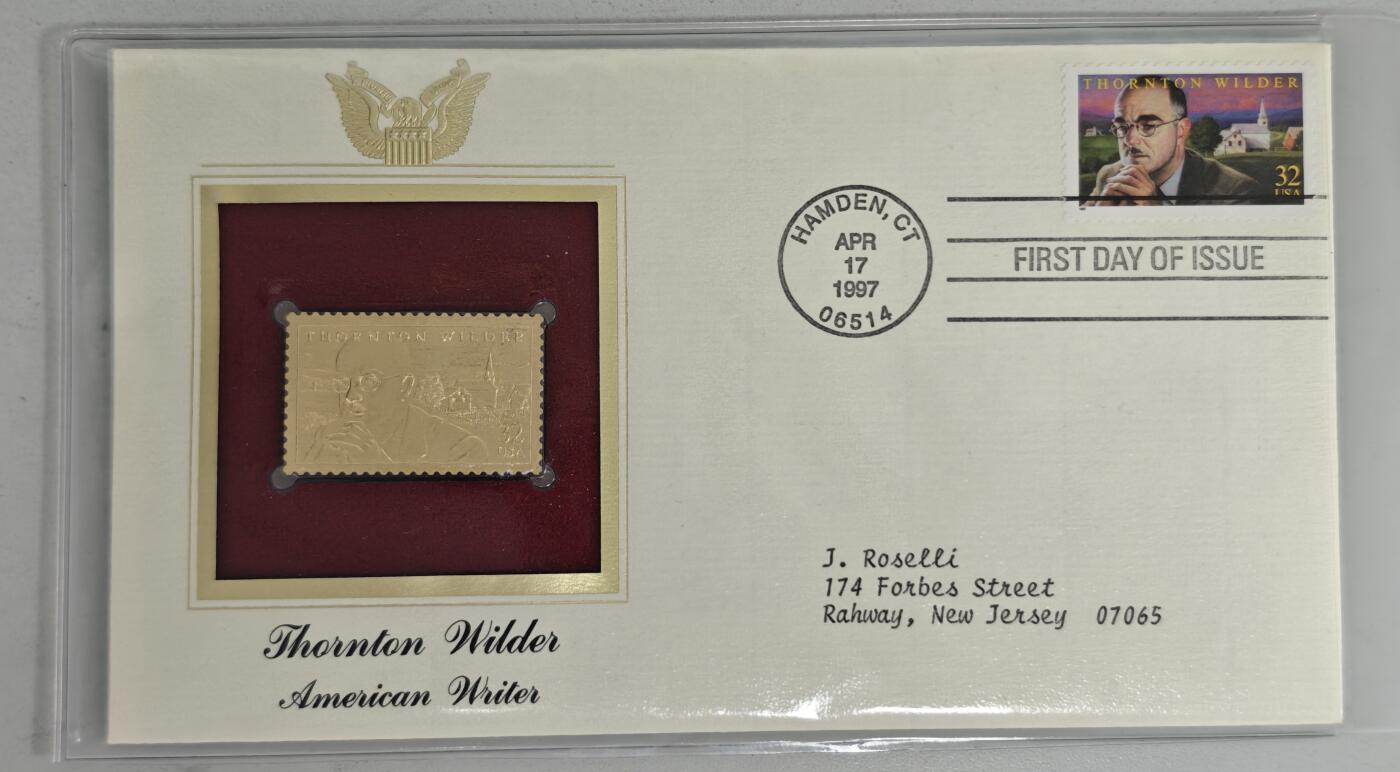 THORNTON WILDER
32
USA
HAMDEN, CT
APR
17
1997
06514
FIRST DAY OF ISSUE
THORNTON WILDER
32
USA
J. Roselli
174 Forbes Street
Rahway, New Jersey 07065
Thornton Wilder
American Writer